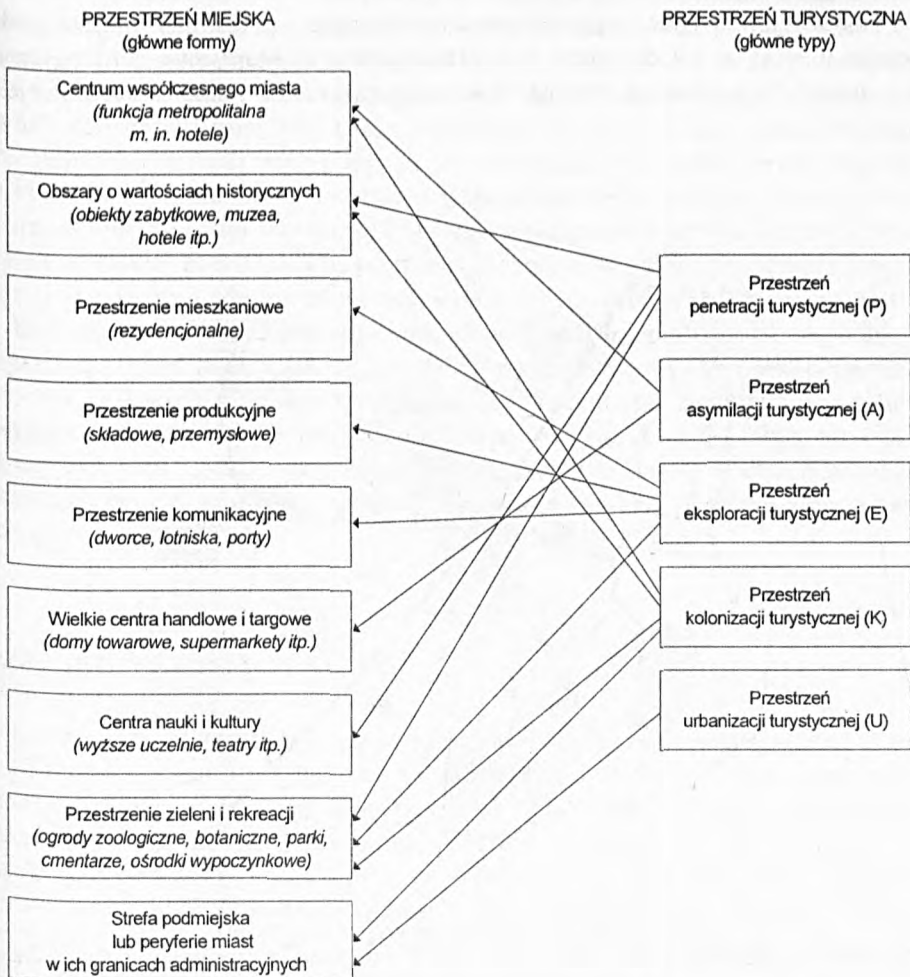 PRZESTRZEŃ MIEJSKA
(główne formy)
PRZESTRZEŃ TURYSTYCZNA
(główne typy)
Centrum współczesnego miasta
(funkcja metropolitalna
m. in. hotele)
Obszary o wartościach historycznych
(obiekty zabytkowe, muzea,
hotele itp.)
Przestrzenie mieszkaniowe
(rezydencjonalne)
Przestrzenie produkcyjne
(składowe, przemysłowe)
Przestrzenie komunikacyjne
(dworce, lotniska, porty)
Wielkie centra handlowe i targowe
(domy towarowe, supermarkety itp.)
Centra nauki i kultury
(wyższe uczelnie, teatry itp.)
Przestrzenie zieleni i rekreacji
(ogrody zoologiczne, botaniczne, parki,
cmentarze, ośrodki wypoczynkowe)
Strefa podmiejska
lub peryferie miast
w ich granicach administracyjnych
Przestrzeń
penetracji turystycznej (P)
Przestrzeń
asymilacji turystycznej (A)
Przestrzeń
eksploracji turystycznej (E)
Przestrzeń
kolonizacji turystycznej (K)
Przestrzeń
urbanizacji turystycznej (U)